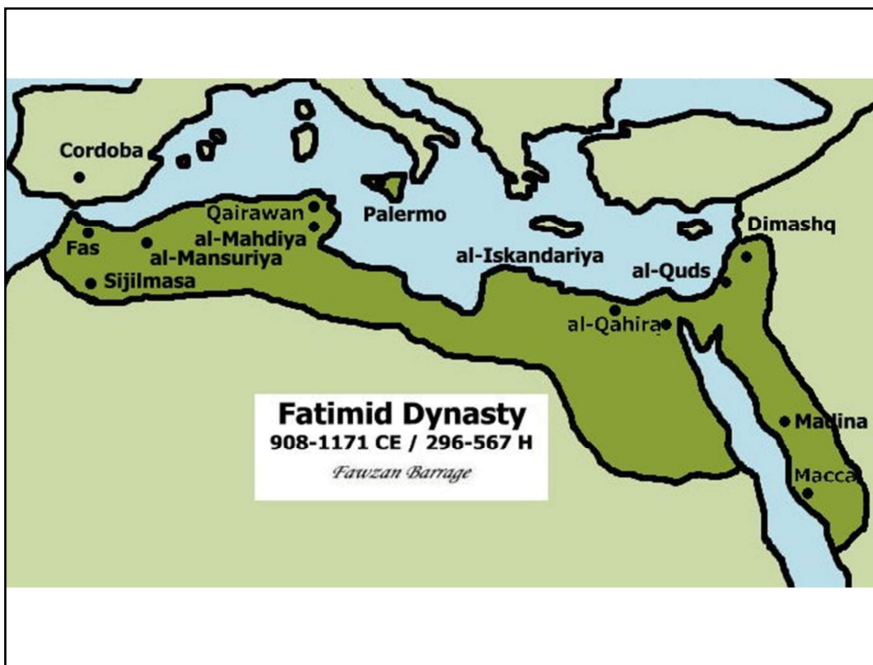 Cordoba
Qairawan
Palermo
Dimashq
Fas
al-Mahdiya
al-Mansuriya
al-Iskandariya
al-Quds
Sijilmasa
al-Qahira
Fatimid Dynasty
908-1171 CE / 296-567 H
Fawzan Barrage
Madina
Macca